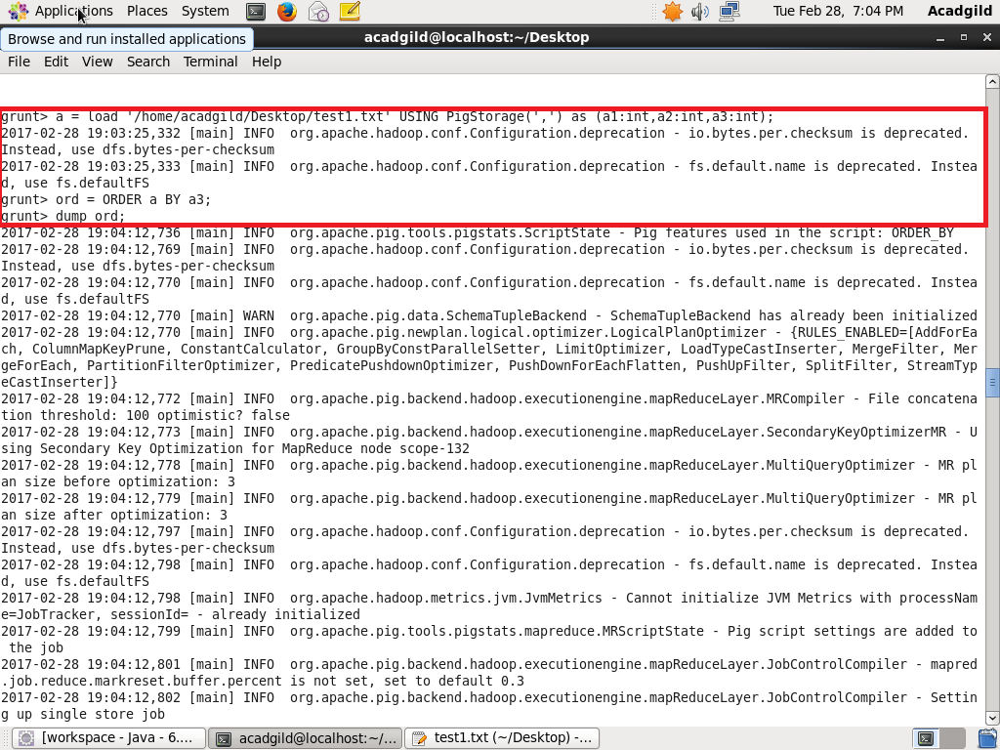 Applications Places System Tue Feb 28, 7:04 PM Acadgild
Browse and run installed applications
acadgild@localhost:~/Desktop
File Edit View Search Terminal Help
grunt> a = load '/home/acadgild/Desktop/test1.txt' USING PigStorage(',') as (a1:int,a2:int,a3:int);
2017-02-28 19:03:25,332 [main] INFO  org.apache.hadoop.conf.Configuration.deprecation - io.bytes.per.checksum is deprecated.
Instead, use dfs.bytes-per-checksum
2017-02-28 19:03:25,333 [main] INFO  org.apache.hadoop.conf.Configuration.deprecation - fs.default.name is deprecated. Instea
d, use fs.defaultFS
grunt> ord = ORDER a BY a3;
grunt> dump ord;
2017-02-28 19:04:12,736 [main] INFO  org.apache.pig.tools.pigstats.ScriptState - Pig features used in the script: ORDER_BY
2017-02-28 19:04:12,769 [main] INFO  org.apache.hadoop.conf.Configuration.deprecation - io.bytes.per.checksum is deprecated.
Instead, use dfs.bytes-per-checksum
2017-02-28 19:04:12,770 [main] INFO  org.apache.hadoop.conf.Configuration.deprecation - fs.default.name is deprecated. Instea
d, use fs.defaultFS
2017-02-28 19:04:12,770 [main] WARN  org.apache.pig.data.SchemaTupleBackend - SchemaTupleBackend has already been initialized
2017-02-28 19:04:12,770 [main] INFO  org.apache.pig.newplan.logical.optimizer.LogicalPlanOptimizer - {RULES_ENABLED=[AddForEa
ch, ColumnMapKeyPrune, ConstantCalculator, GroupByConstParallelSetter, LimitOptimizer, LoadTypeCastInserter, MergeFilter, Mer
geForEach, PartitionFilterOptimizer, PredicatePushdownOptimizer, PushDownForEachFlatten, PushUpFilter, SplitFilter, StreamTyp
eCastInserter]}
2017-02-28 19:04:12,772 [main] INFO  org.apache.pig.backend.hadoop.executionengine.mapReduceLayer.MRCompiler - File concatena
tion threshold: 100 optimistic? false
2017-02-28 19:04:12,773 [main] INFO  org.apache.pig.backend.hadoop.executionengine.mapReduceLayer.SecondaryKeyOptimizerMR - U
sing Secondary Key Optimization for MapReduce node scope-132
2017-02-28 19:04:12,778 [main] INFO  org.apache.pig.backend.hadoop.executionengine.mapReduceLayer.MultiQueryOptimizer - MR pl
an size before optimization: 3
2017-02-28 19:04:12,779 [main] INFO  org.apache.pig.backend.hadoop.executionengine.mapReduceLayer.MultiQueryOptimizer - MR pl
an size after optimization: 3
2017-02-28 19:04:12,797 [main] INFO  org.apache.hadoop.conf.Configuration.deprecation - io.bytes.per.checksum is deprecated.
Instead, use dfs.bytes-per-checksum
2017-02-28 19:04:12,798 [main] INFO  org.apache.hadoop.conf.Configuration.deprecation - fs.default.name is deprecated. Instea
d, use fs.defaultFS
2017-02-28 19:04:12,798 [main] INFO  org.apache.hadoop.metrics.jvm.JvmMetrics - Cannot initialize JVM Metrics with processNam
e=JobTracker, sessionId= - already initialized
2017-02-28 19:04:12,799 [main] INFO  org.apache.pig.tools.pigstats.mapreduce.MRScriptState - Pig script settings are added to
 the job
2017-02-28 19:04:12,801 [main] INFO  org.apache.pig.backend.hadoop.executionengine.mapReduceLayer.JobControlCompiler - mapred
.job.reduce.markreset.buffer.percent is not set, set to default 0.3
2017-02-28 19:04:12,802 [main] INFO  org.apache.pig.backend.hadoop.executionengine.mapReduceLayer.JobControlCompiler - Settin
g up single store job
[workspace - Java - 6.... acadgild@localhost:~/... test1.txt (~/Desktop) -...